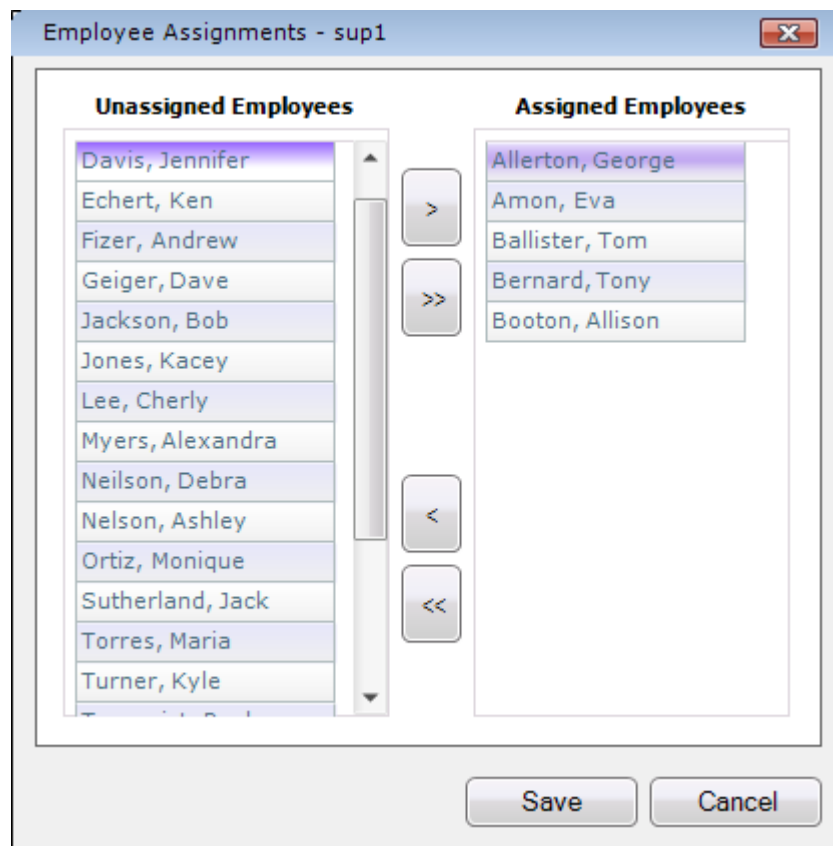 Employee Assignments - sup1
Unassigned Employees
Davis, Jennifer
Echert, Ken
Fizer, Andrew
Geiger, Dave
Jackson, Bob
Jones, Kacey
Lee, Cherly
Myers, Alexandra
Neilson, Debra
Nelson, Ashley
Ortiz, Monique
Sutherland, Jack
Torres, Maria
Turner, Kyle
>
>>
<
<<
Assigned Employees
Allerton, George
Amon, Eva
Ballister, Tom
Bernard, Tony
Booton, Allison
Save
Cancel